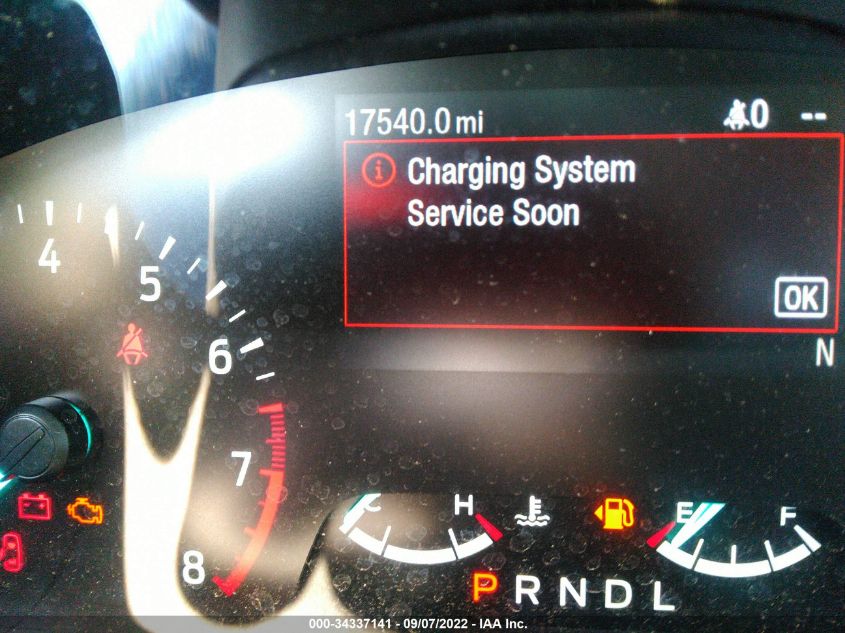 17540.0 mi
0 --
Charging System
Service Soon
OK
N
4
5
6
7
8
C H
E F
P R N D L
000-34337141 - 09/07/2022 - IAA Inc.